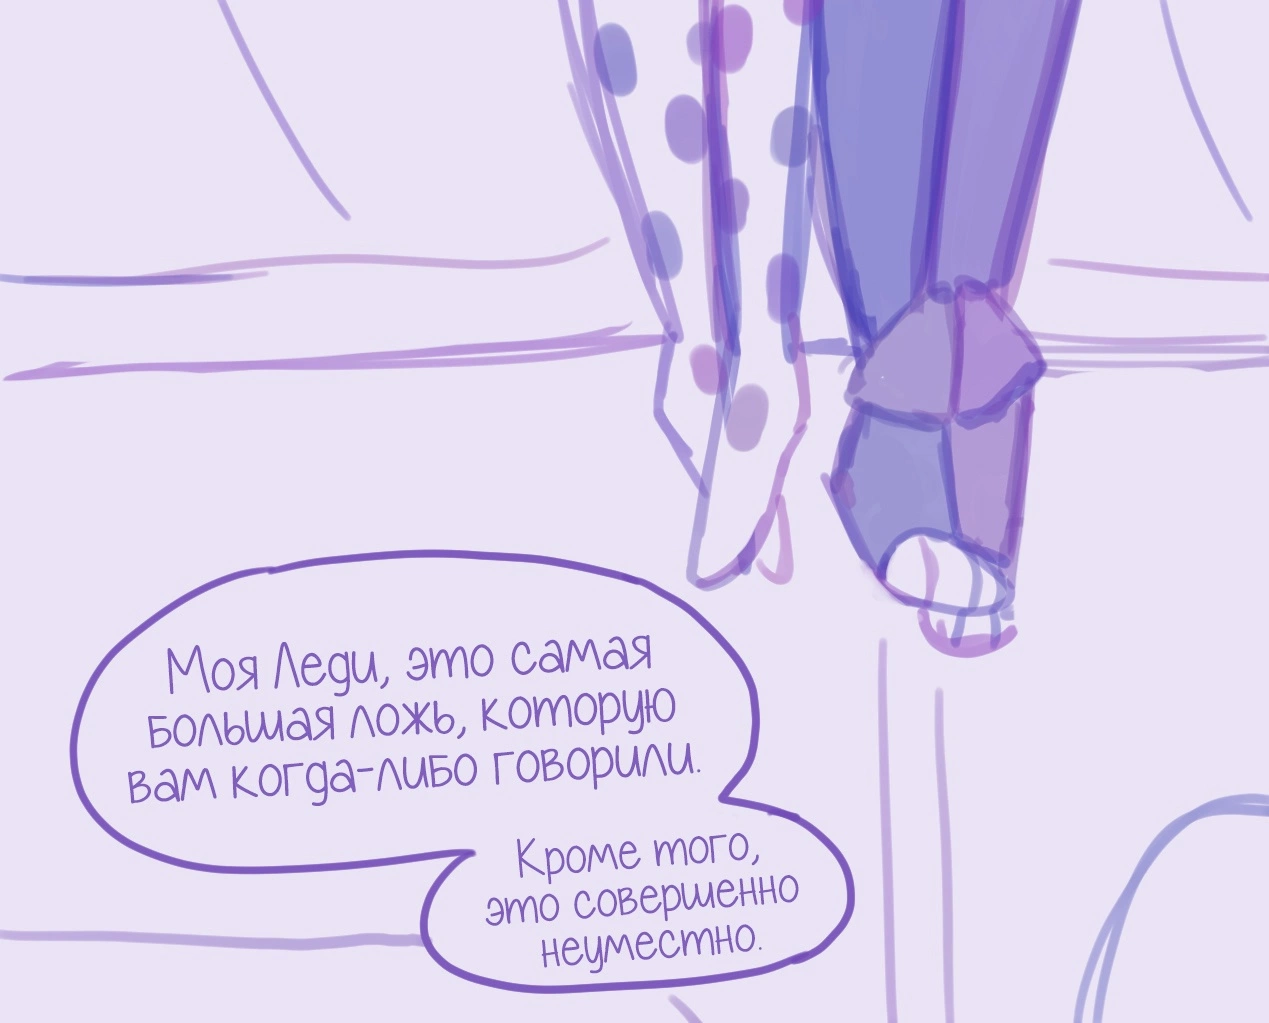 Моя Леди, это самая
большая ложь, которую
вам когда-либо говорили.
Кроме того,
это совершенно
неуместно.